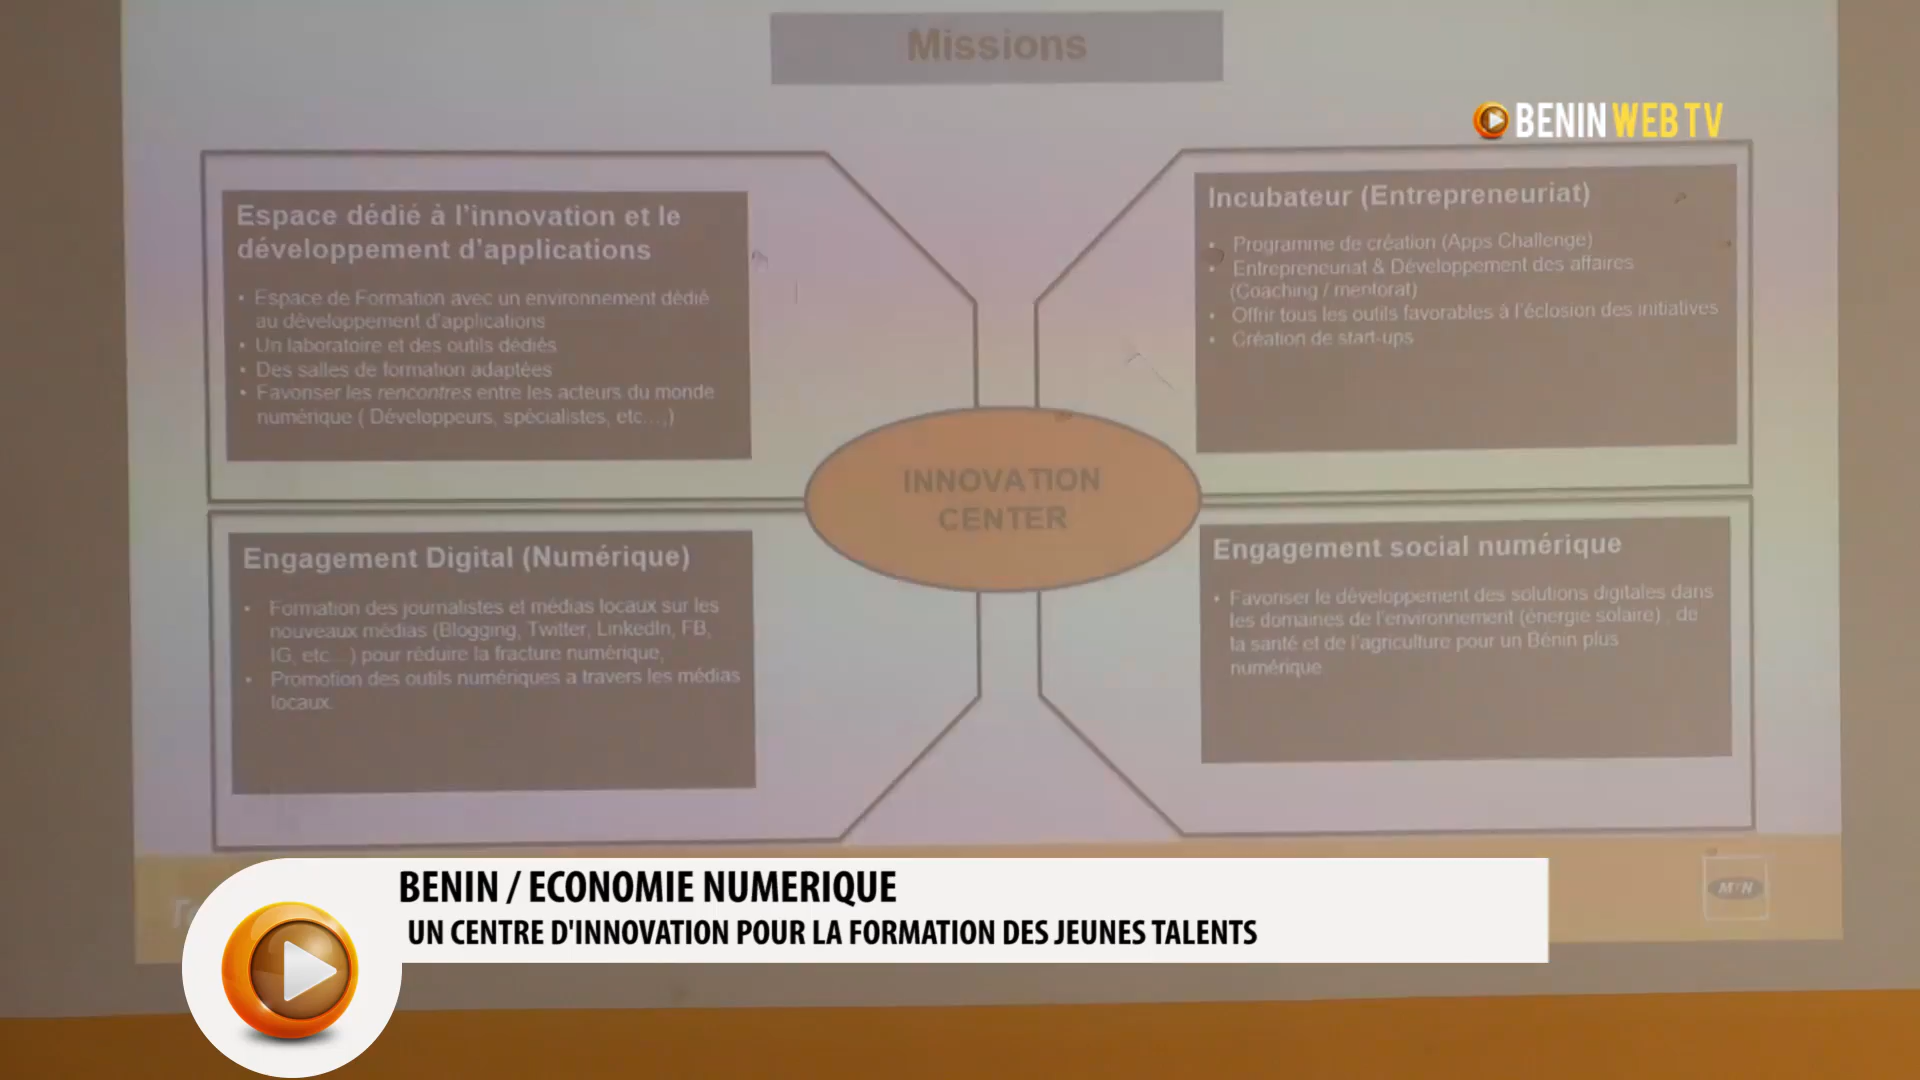 Missions
BENIN WEB TV
Espace dédié à l'innovation et le
développement d'applications
• Espace de Formation avec un environnement dédié
au développement d'applications
• Un laboratoire et des outils dédiés
• Des salles de formation adaptées
• Favoriser les rencontres entre les acteurs du monde
numérique ( Développeurs, spécialistes, etc…,)
Incubateur (Entrepreneuriat)
• Programme de création (Apps Challenge)
• Entrepreneuriat & Développement des affaires
(Coaching / mentorat)
• Offrir tous les outils favorables à l'éclosion des initiatives
• Création de start-ups
INNOVATION
CENTER
Engagement Digital (Numérique)
• Formation des journalistes et médias locaux sur les
nouveaux médias (Blogging, Twitter, LinkedIn, FB,
IG, etc…) pour réduire la fracture numérique,
• Promotion des outils numériques a travers les médias
locaux.
Engagement social numérique
• Favoriser le développement des solutions digitales dans
les domaines de l'environnement (énergie solaire) , de
la santé et de l'agriculture pour un Bénin plus
numérique
MTN
BENIN / ECONOMIE NUMERIQUE
UN CENTRE D'INNOVATION POUR LA FORMATION DES JEUNES TALENTS